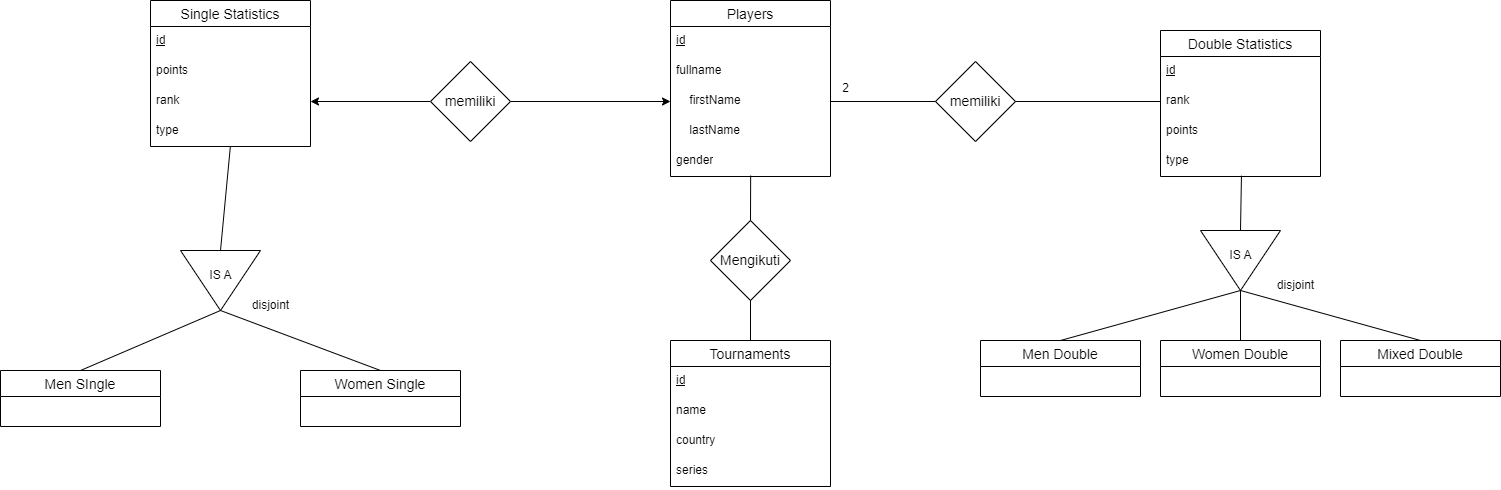 Single Statistics
id
points
rank
type
memiliki
Players
id
fullname
firstName
lastName
gender
2
memiliki
Double Statistics
id
rank
points
type
IS A
disjoint
Men SIngle
Women Single
Mengikuti
Tournaments
id
name
country
series
IS A
disjoint
Men Double
Women Double
Mixed Double